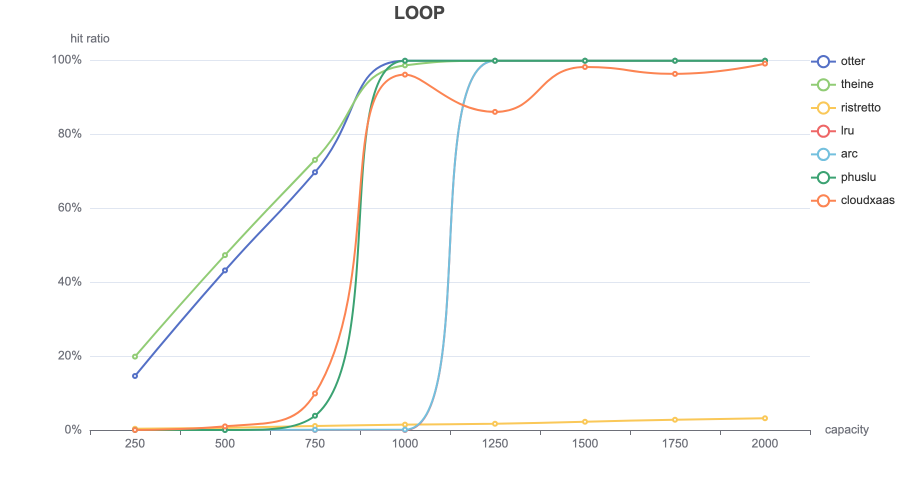 LOOP
hit ratio
100%
80%
60%
40%
20%
0%
250 500 750 1000 1250 1500 1750 2000
capacity
otter
theine
ristretto
lru
arc
phuslu
cloudxaas